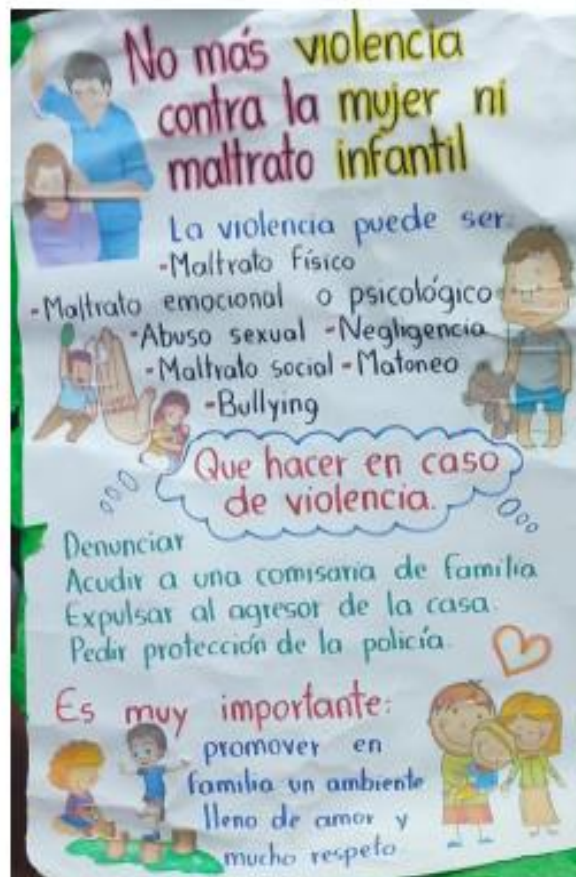 No más violencia
contra la mujer ni
maltrato infantil
La violencia puede ser:
-Maltrato Físico
-Maltrato emocional o psicológico
-Abuso sexual -Negligencia
-Maltrato social -Matoneo
-Bullying
Que hacer en caso
de violencia.
Denunciar
Acudir a una comisaria de familia
Expulsar al agresor de la casa.
Pedir protección de la policía.
Es muy importante:
promover en
familia un ambiente
lleno de amor y
mucho respeto